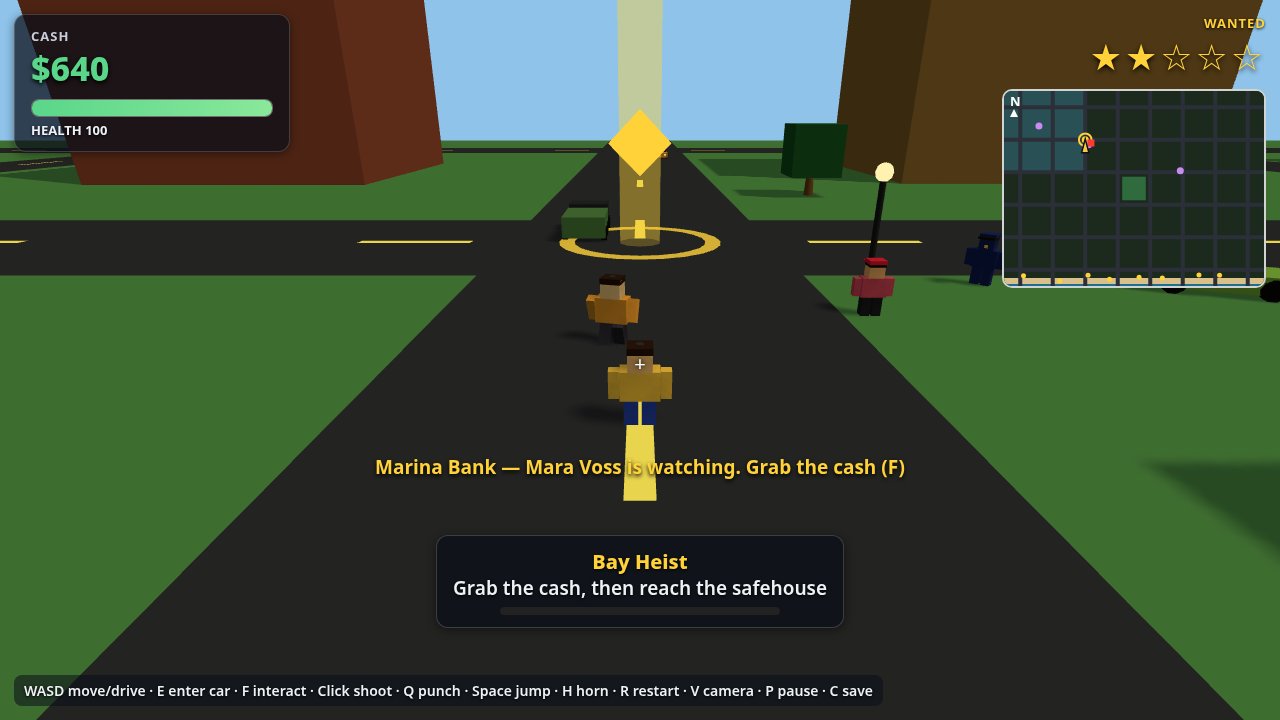 CASH
$640
HEALTH 100
WANTED
N
Marina Bank — Mara Voss is watching. Grab the cash (F)
Bay Heist
Grab the cash, then reach the safehouse
WASD move/drive · E enter car · F interact · Click shoot · Q punch · Space jump · H horn · R restart · V camera · P pause · C save